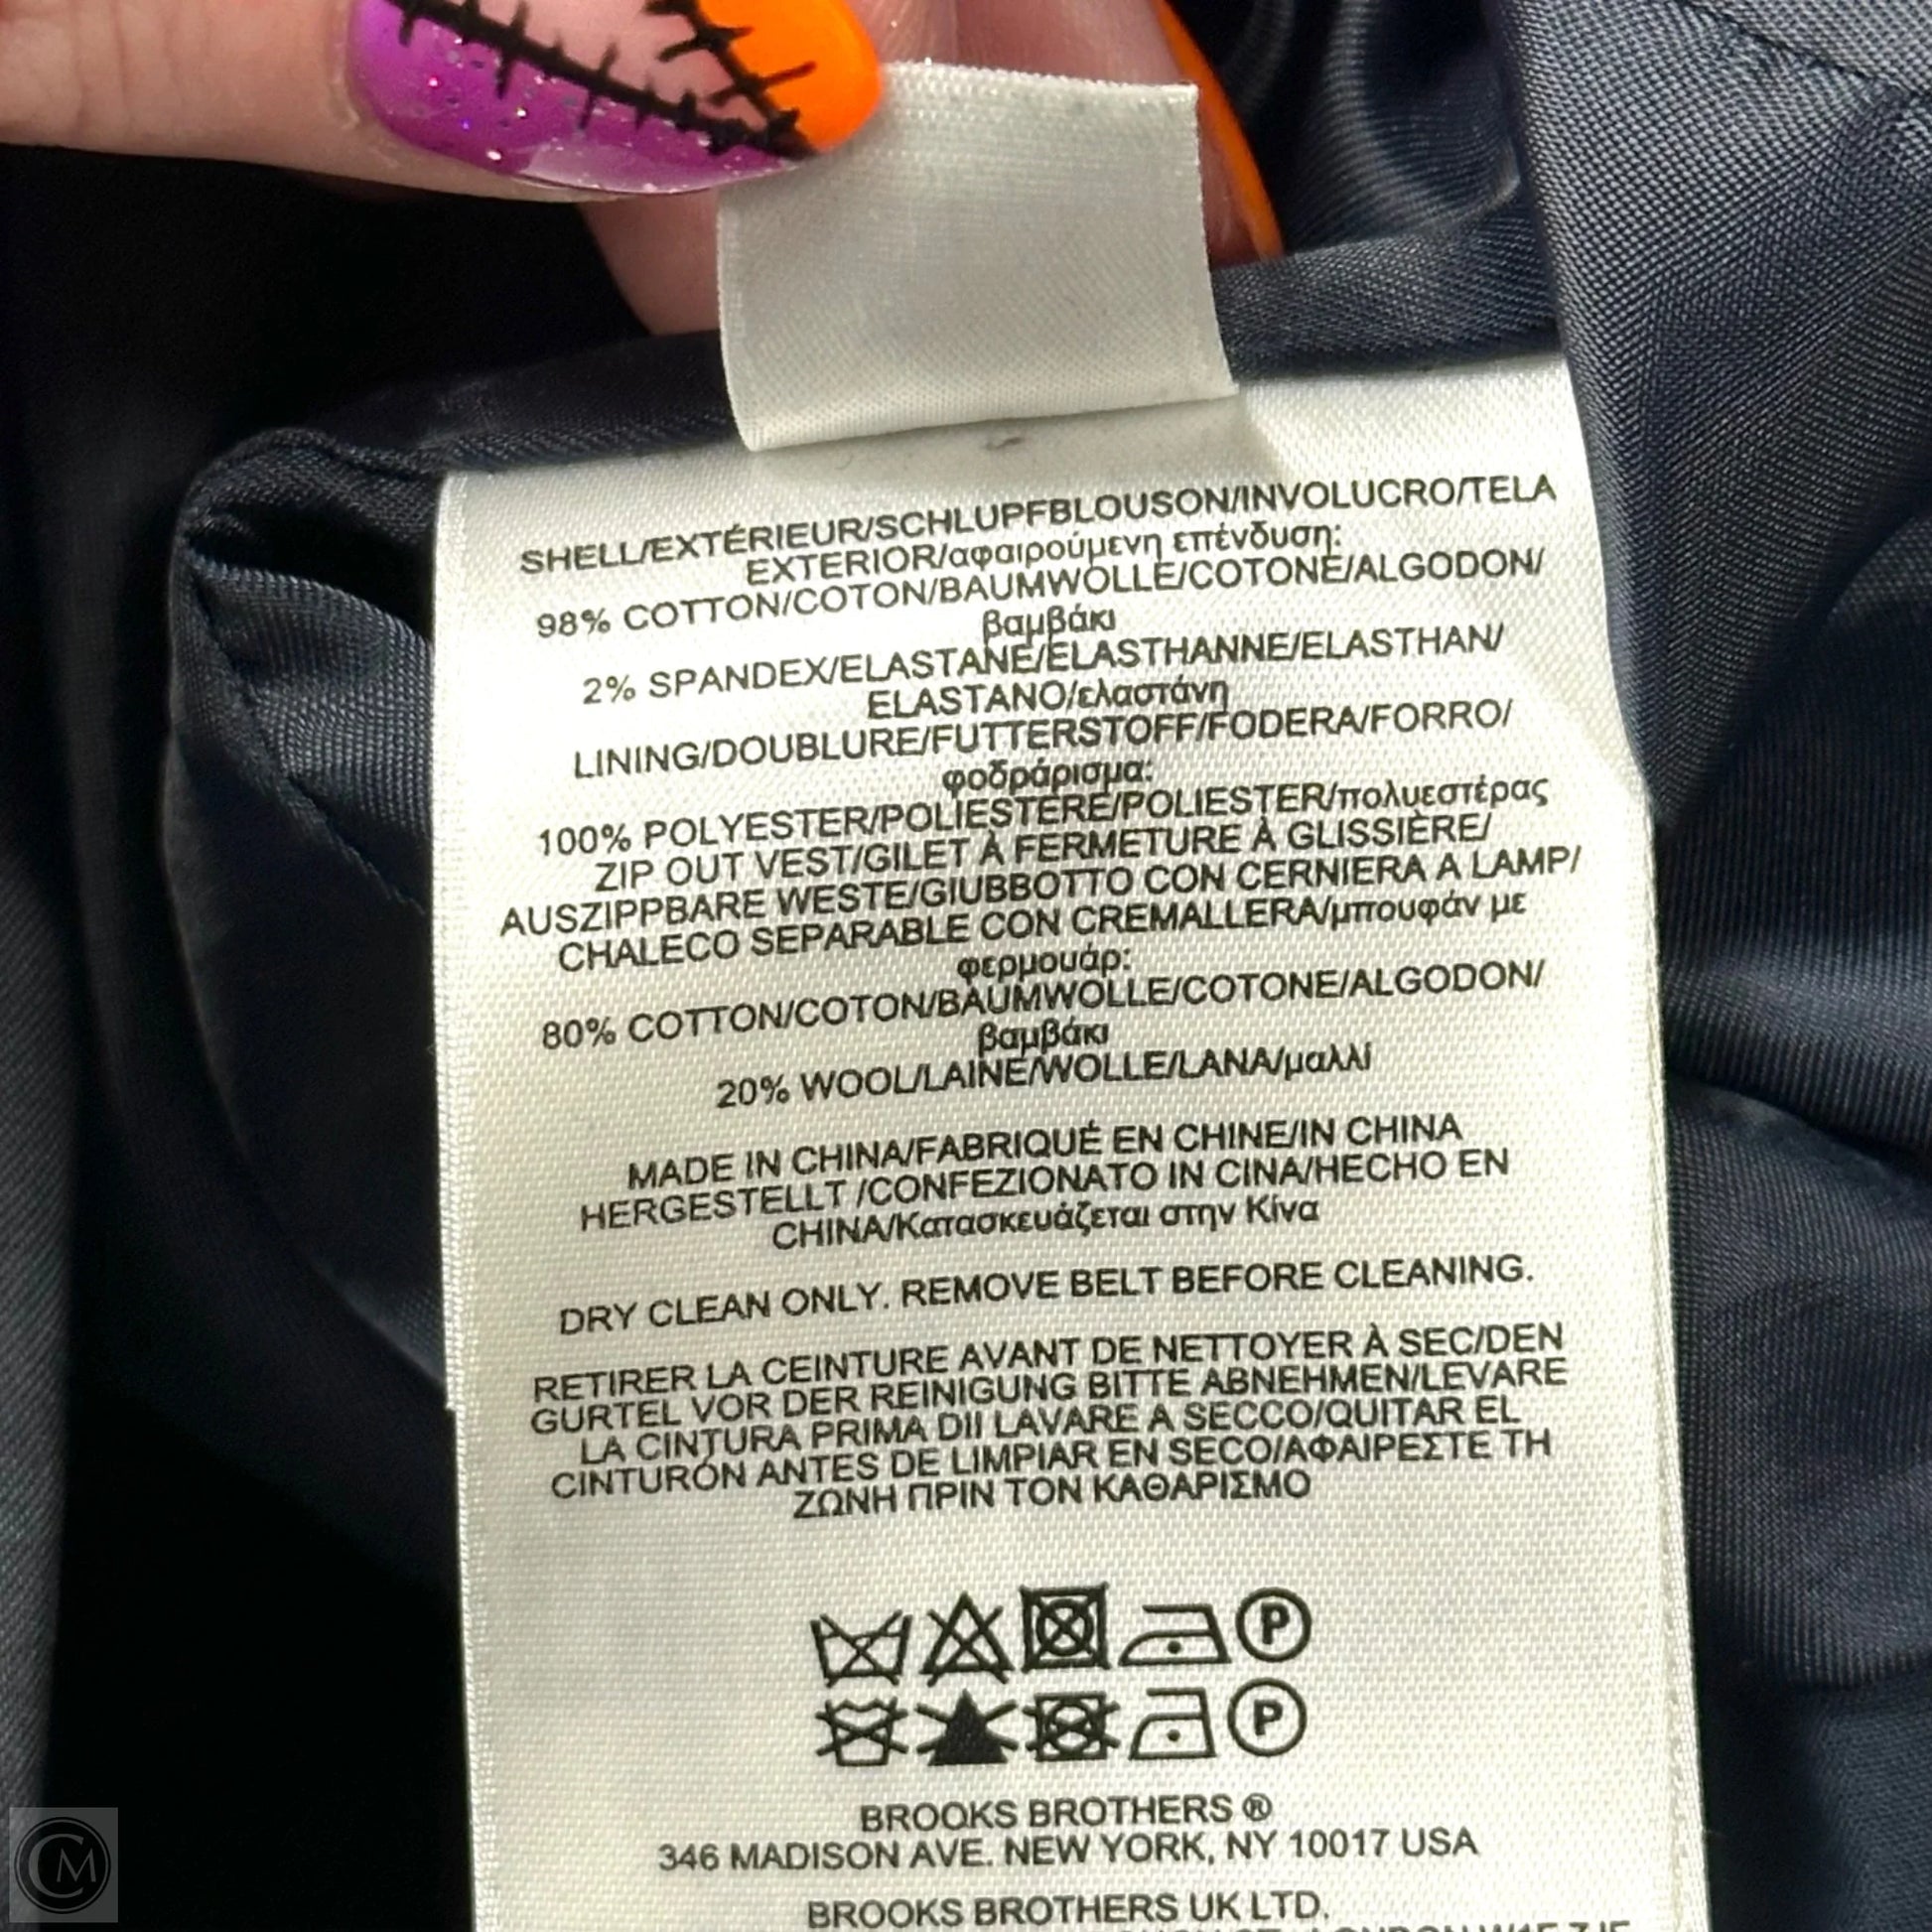 SHELL/EXTÉRIEUR/SCHLUPFBLOUSON/INVOLUCRO/TELA
EXTERIOR/αφαιρούμενη επένδυση:
98% COTTON/COTON/BAUMWOLLE/COTONE/ALGODON/
βαμβάκι
2% SPANDEX/ELASTANE/ELASTHANNE/ELASTHAN/
ELASTANO/ελαστάνη
LINING/DOUBLURE/FUTTERSTOFF/FODERA/FORRO/
φοδράρισμα:
100% POLYESTER/POLIESTERE/POLIESTER/πολυεστέρας
ZIP OUT VEST/GILET À FERMETURE À GLISSIÈRE/
AUSZIPPBARE WESTE/GIUBBOTTO CON CERNIERA A LAMP/
CHALECO SEPARABLE CON CREMALLERA/μπουφάν με
φερμουάρ:
80% COTTON/COTON/BAUMWOLLE/COTONE/ALGODON/
βαμβάκι
20% WOOL/LAINE/WOLLE/LANA/μαλλί
MADE IN CHINA/FABRIQUÉ EN CHINE/IN CHINA
HERGESTELLT /CONFEZIONATO IN CINA/HECHO EN
CHINA/Κατασκευάζεται στην Κίνα
DRY CLEAN ONLY. REMOVE BELT BEFORE CLEANING.
RETIRER LA CEINTURE AVANT DE NETTOYER À SEC/DEN
GURTEL VOR DER REINIGUNG BITTE ABNEHMEN/LEVARE
LA CINTURA PRIMA DII LAVARE A SECCO/QUITAR EL
CINTURÓN ANTES DE LIMPIAR EN SECO/ΑΦΑΙΡΕΣΤΕ ΤΗ
ΖΩΝΗ ΠΡΙΝ ΤΟΝ ΚΑΘΑΡΙΣΜΟ
P
P
BROOKS BROTHERS ®
346 MADISON AVE. NEW YORK, NY 10017 USA
BROOKS BROTHERS UK LTD.
CM